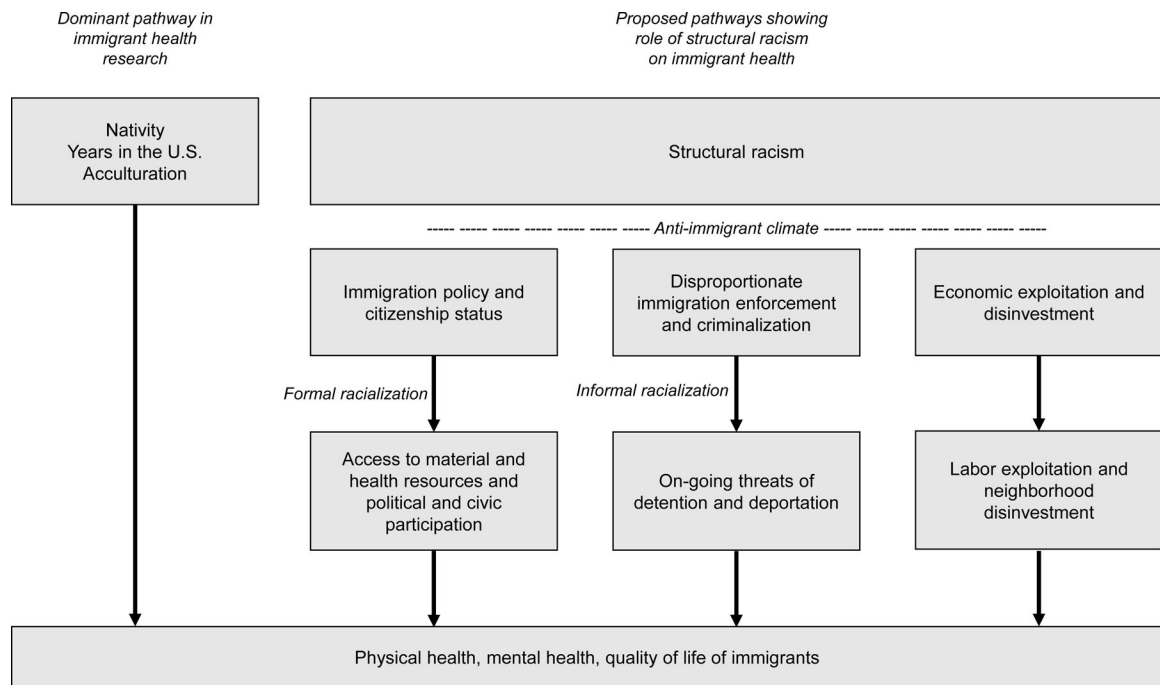 Dominant pathway in
immigrant health
research
Proposed pathways showing
role of structural racism
on immigrant health
Nativity
Years in the U.S.
Acculturation
Structural racism
----- ----- ----- ----- ----- ----- ----- Anti-immigrant climate ----- ----- ----- ----- ----- ----- -----
Immigration policy and
citizenship status
Disproportionate
immigration enforcement
and criminalization
Economic exploitation and
disinvestment
Formal racialization
Informal racialization
Access to material and
health resources and
political and civic
participation
On-going threats of
detention and deportation
Labor exploitation and
neighborhood
disinvestment
Physical health, mental health, quality of life of immigrants